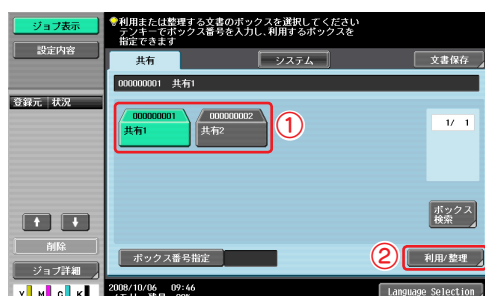 ジョブ表示
設定内容
利用または整理する文書のボックスを選択してください
テンキーでボックス番号を入力し､利用するボックスを
指定できます
共有
システム
文書保存
000000001 共有1
登録元 状況
000000001
共有1
000000002
共有2
①
1/ 1
ボックス
検索
↑ ↓
削除
ジョブ詳細
ボックス番号指定
②
利用/整理
Y M C K
2008/10/06 09:46
Language Selection